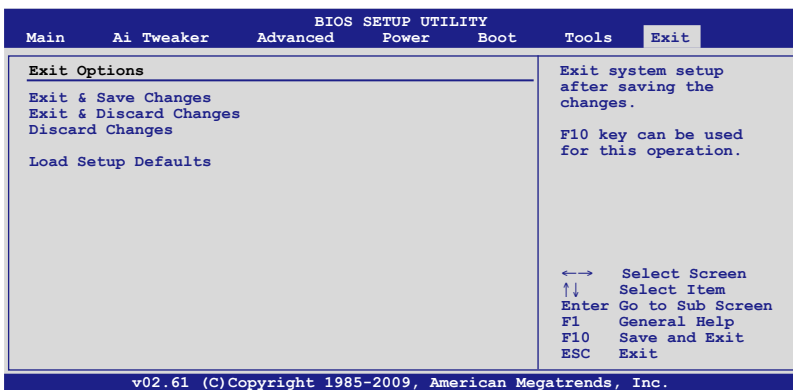 BIOS SETUP UTILITY
Main Ai Tweaker Advanced Power Boot Tools Exit
Exit Options
Exit & Save Changes
Exit & Discard Changes
Discard Changes
Load Setup Defaults
Exit system setup
after saving the
changes.
F10 key can be used
for this operation.
←→ Select Screen
↑↓ Select Item
Enter Go to Sub Screen
F1 General Help
F10 Save and Exit
ESC Exit
v02.61 (C)Copyright 1985-2009, American Megatrends, Inc.